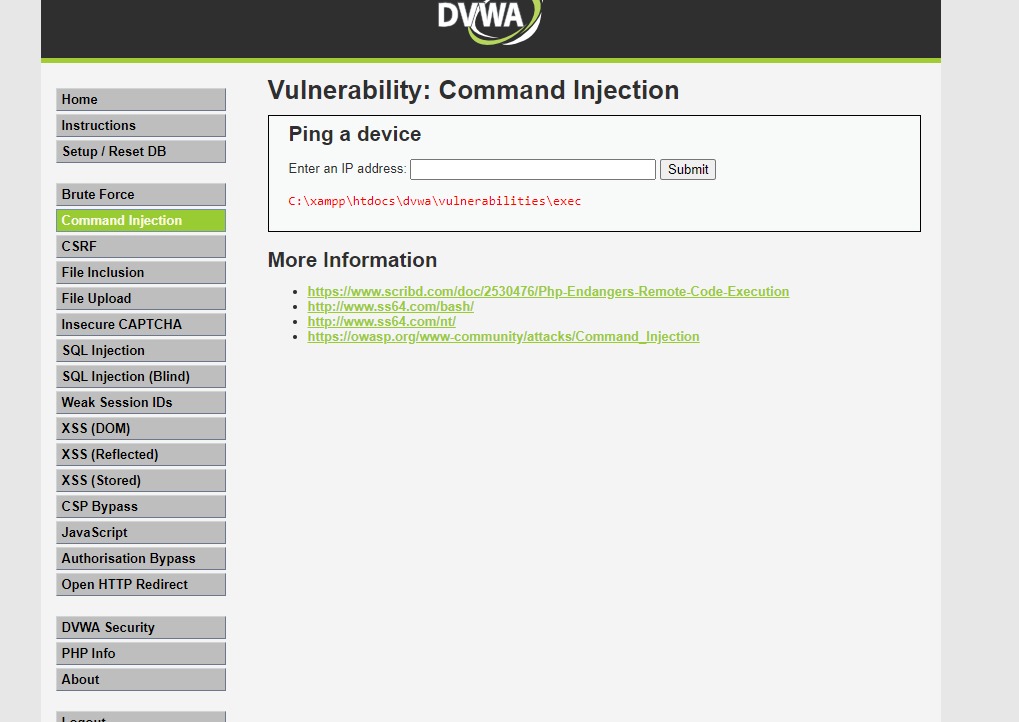 DVWA
Home
Instructions
Setup / Reset DB
Brute Force
Command Injection
CSRF
File Inclusion
File Upload
Insecure CAPTCHA
SQL Injection
SQL Injection (Blind)
Weak Session IDs
XSS (DOM)
XSS (Reflected)
XSS (Stored)
CSP Bypass
JavaScript
Authorisation Bypass
Open HTTP Redirect
DVWA Security
PHP Info
About
Logout
Vulnerability: Command Injection
Ping a device
Enter an IP address: Submit
C:\xampp\htdocs\dvwa\vulnerabilities\exec
More Information
https://www.scribd.com/doc/2530476/Php-Endangers-Remote-Code-Execution
http://www.ss64.com/bash/
http://www.ss64.com/nt/
https://owasp.org/www-community/attacks/Command_Injection